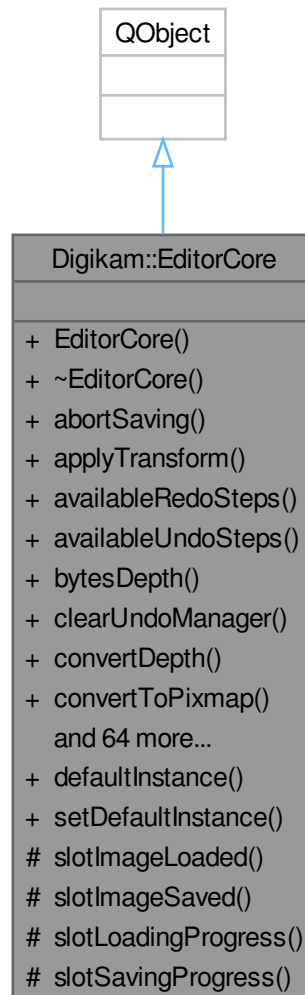 QObject
Digikam::EditorCore
+ EditorCore()
+ ~EditorCore()
+ abortSaving()
+ applyTransform()
+ availableRedoSteps()
+ availableUndoSteps()
+ bytesDepth()
+ clearUndoManager()
+ convertDepth()
+ convertToPixmap()
and 64 more...
+ defaultInstance()
+ setDefaultInstance()
# slotImageLoaded()
# slotImageSaved()
# slotLoadingProgress()
# slotSavingProgress()